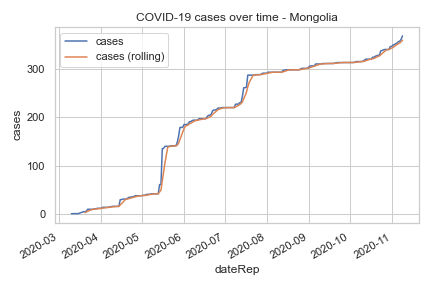 COVID-19 cases over time - Mongolia
cases
cases (rolling)
cases
300
200
100
0
2020-03
2020-04
2020-05
2020-06
2020-07
2020-08
2020-09
2020-10
2020-11
dateRep